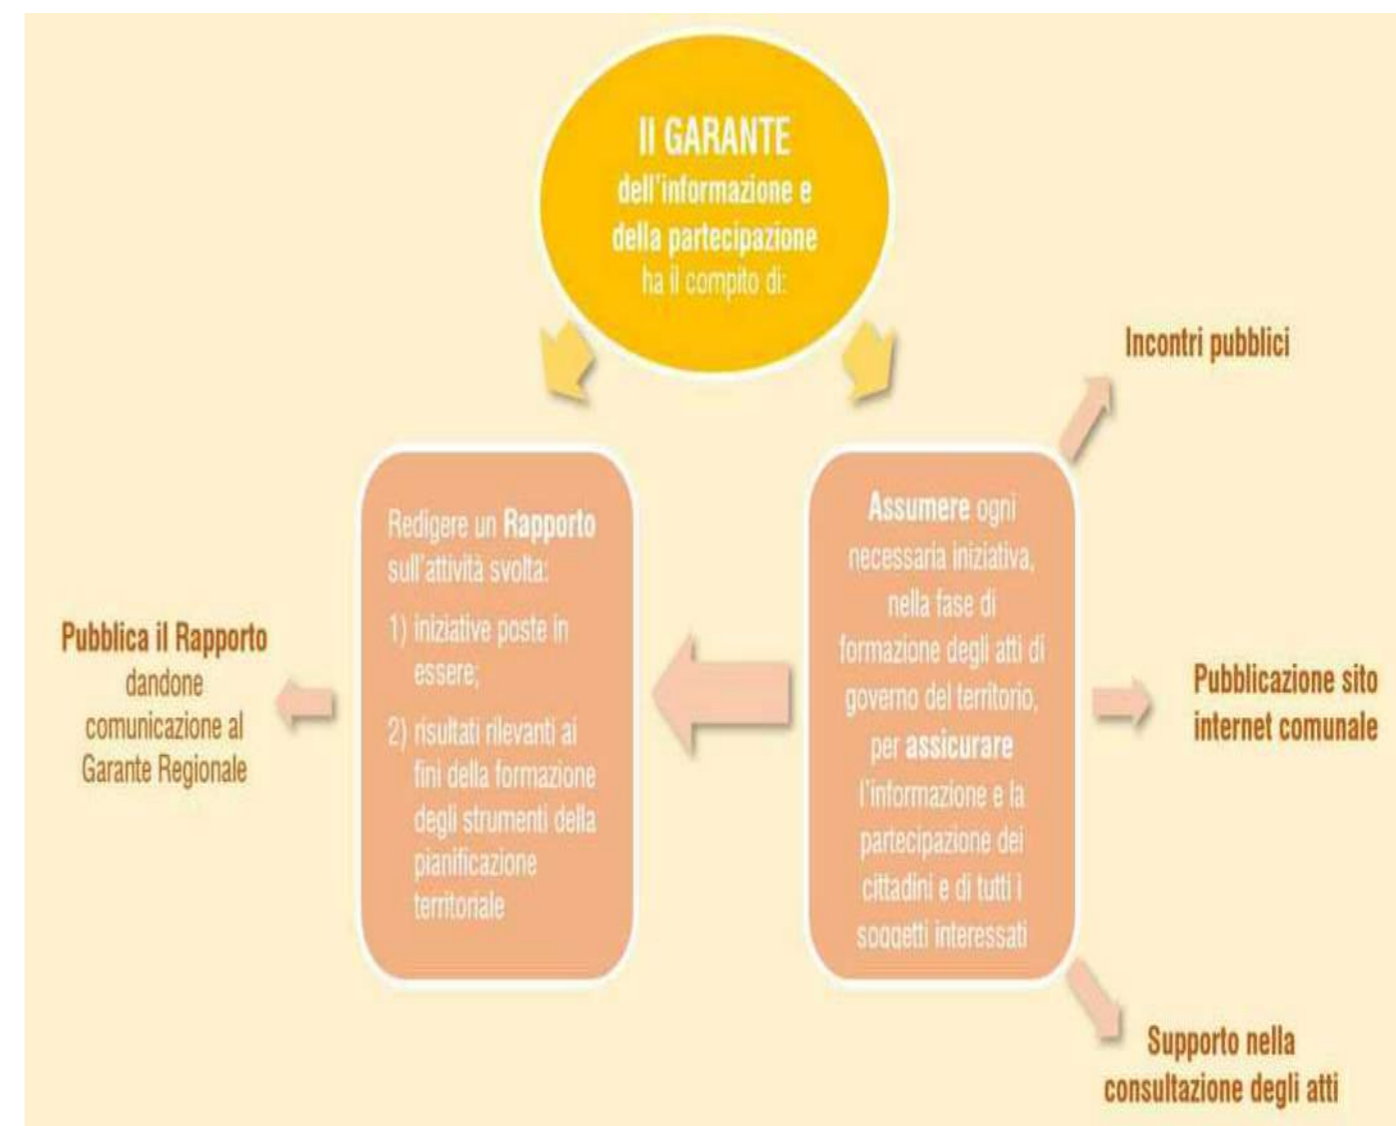 Il GARANTE
dell'informazione e
della partecipazione
ha il compito di:
Incontri pubblici
Redigere un Rapporto
sull'attività svolta:
1) iniziative poste in
essere;
2) risultati rilevanti ai
fini della formazione
degli strumenti della
pianificazione
territoriale
Assumere ogni
necessaria iniziativa,
nella fase di
formazione degli atti di
governo del territorio,
per assicurare
l'informazione e la
partecipazione dei
cittadini e di tutti i
soggetti interessati
Pubblica il Rapporto
dandone
comunicazione al
Garante Regionale
Pubblicazione sito
internet comunale
Supporto nella
consultazione degli atti